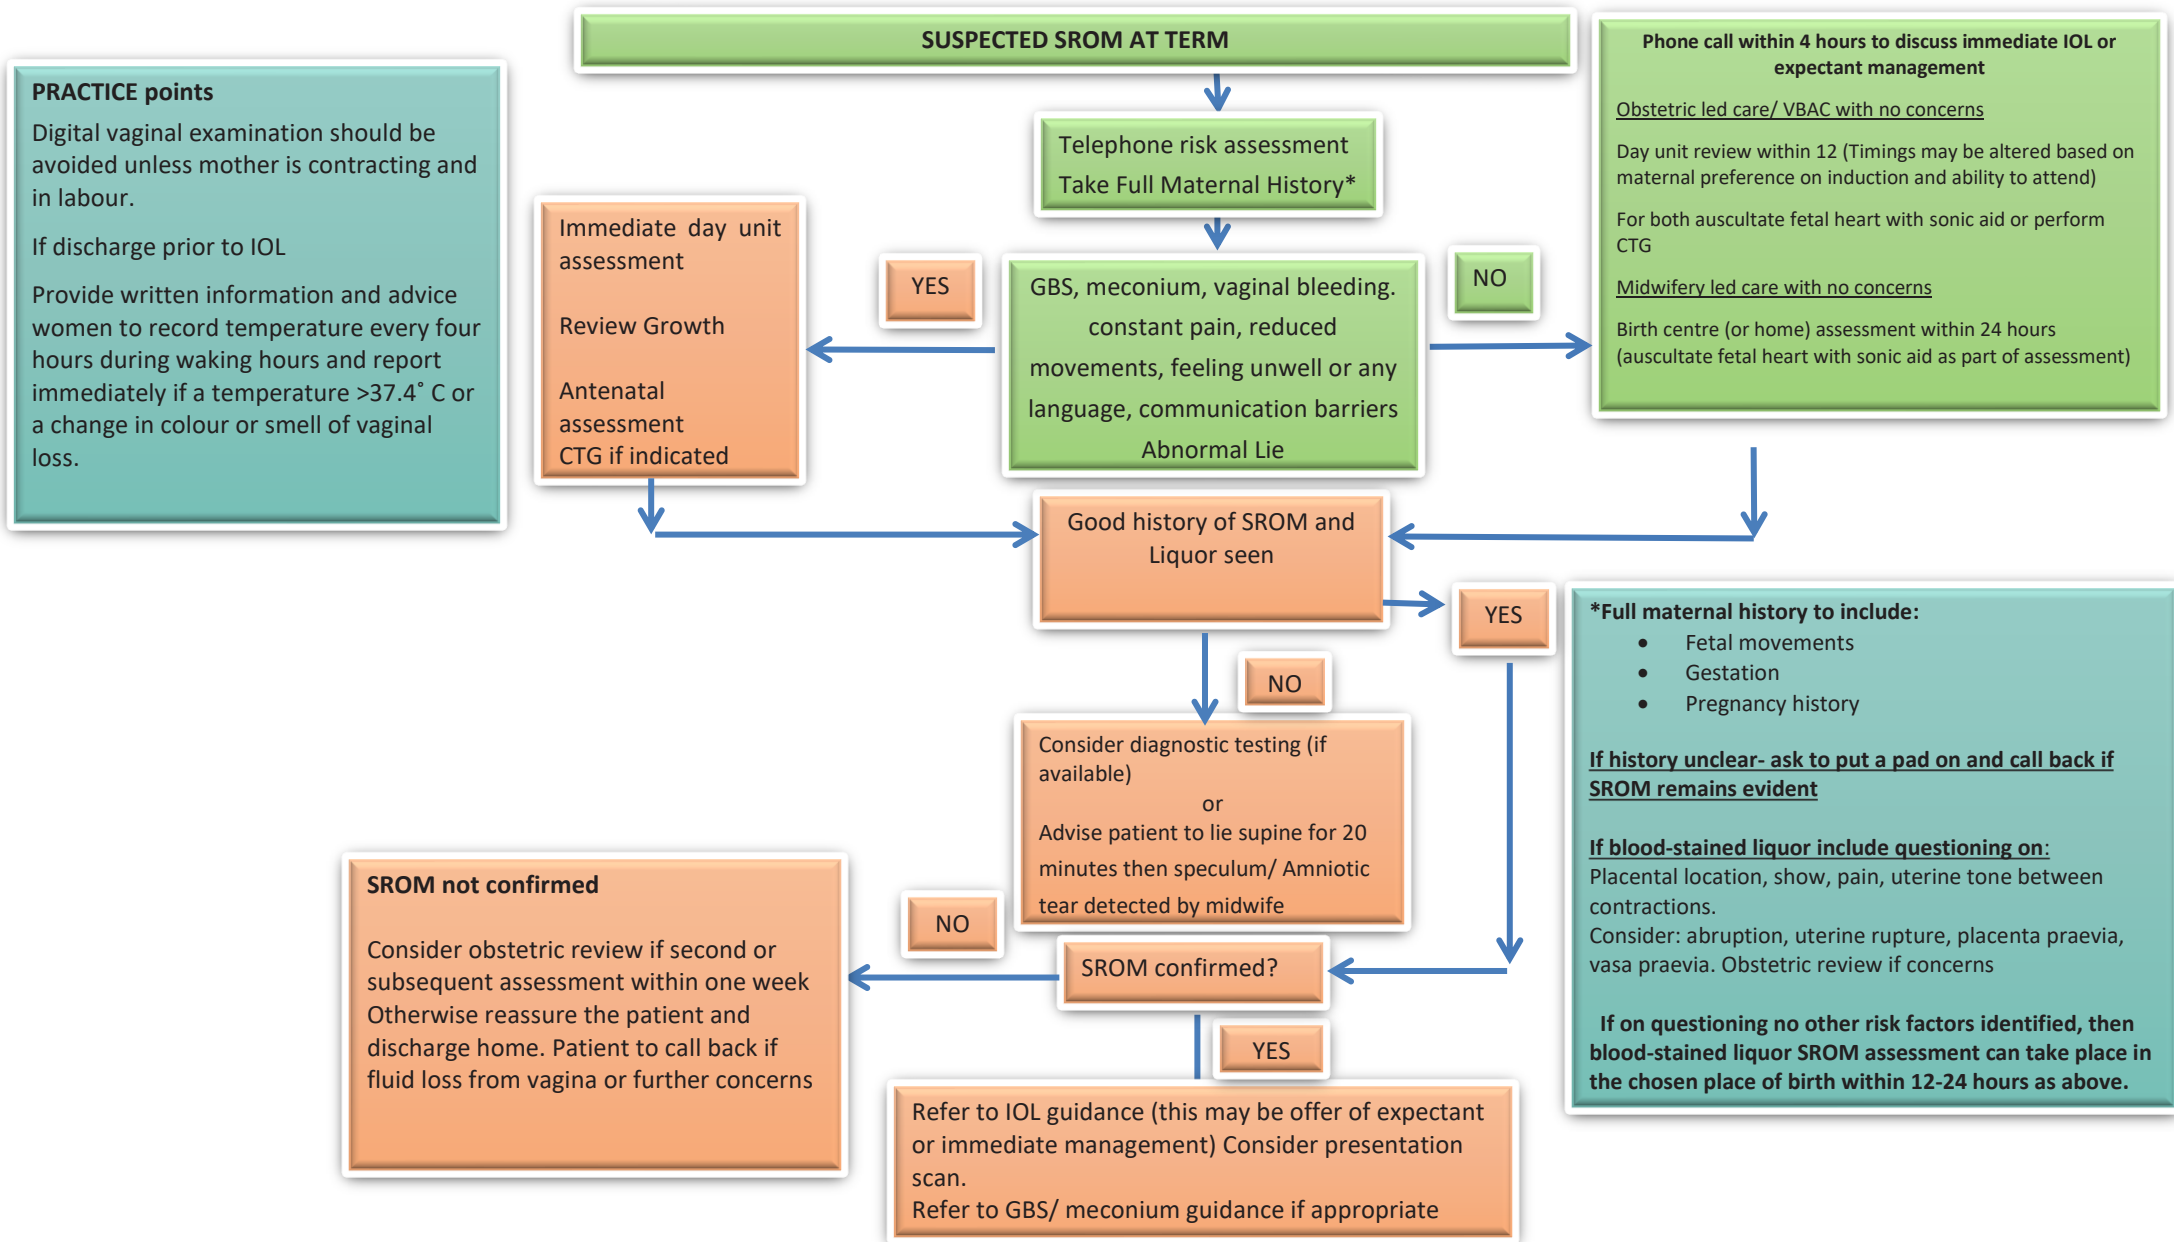 SUSPECTED SROM AT TERM
PRACTICE points
Digital vaginal examination should be
avoided unless mother is contracting and
in labour.
If discharge prior to IOL
Provide written information and advice
women to record temperature every four
hours during waking hours and report
immediately if a temperature >37.4˚ C or
a change in colour or smell of vaginal
loss.
Telephone risk assessment
Take Full Maternal History*
Phone call within 4 hours to discuss immediate IOL or
expectant management
Obstetric led care/ VBAC with no concerns
Day unit review within 12 (Timings may be altered based on
maternal preference on induction and ability to attend)
For both auscultate fetal heart with sonic aid or perform
CTG
Midwifery led care with no concerns
Birth centre (or home) assessment within 24 hours
(auscultate fetal heart with sonic aid as part of assessment)
Immediate day unit
assessment
Review Growth
Antenatal
assessment
CTG if indicated
YES
GBS, meconium, vaginal bleeding.
constant pain, reduced
movements, feeling unwell or any
language, communication barriers
Abnormal Lie
NO
Good history of SROM and
Liquor seen
YES
NO
*Full maternal history to include:
• Fetal movements
• Gestation
• Pregnancy history
If history unclear- ask to put a pad on and call back if
SROM remains evident
If blood-stained liquor include questioning on:
Placental location, show, pain, uterine tone between
contractions.
Consider: abruption, uterine rupture, placenta praevia,
vasa praevia. Obstetric review if concerns
If on questioning no other risk factors identified, then
blood-stained liquor SROM assessment can take place in
the chosen place of birth within 12-24 hours as above.
Consider diagnostic testing (if
available)
or
Advise patient to lie supine for 20
minutes then speculum/ Amniotic
tear detected by midwife
SROM confirmed?
NO
SROM not confirmed
Consider obstetric review if second or
subsequent assessment within one week
Otherwise reassure the patient and
discharge home. Patient to call back if
fluid loss from vagina or further concerns
YES
Refer to IOL guidance (this may be offer of expectant
or immediate management) Consider presentation
scan.
Refer to GBS/ meconium guidance if appropriate